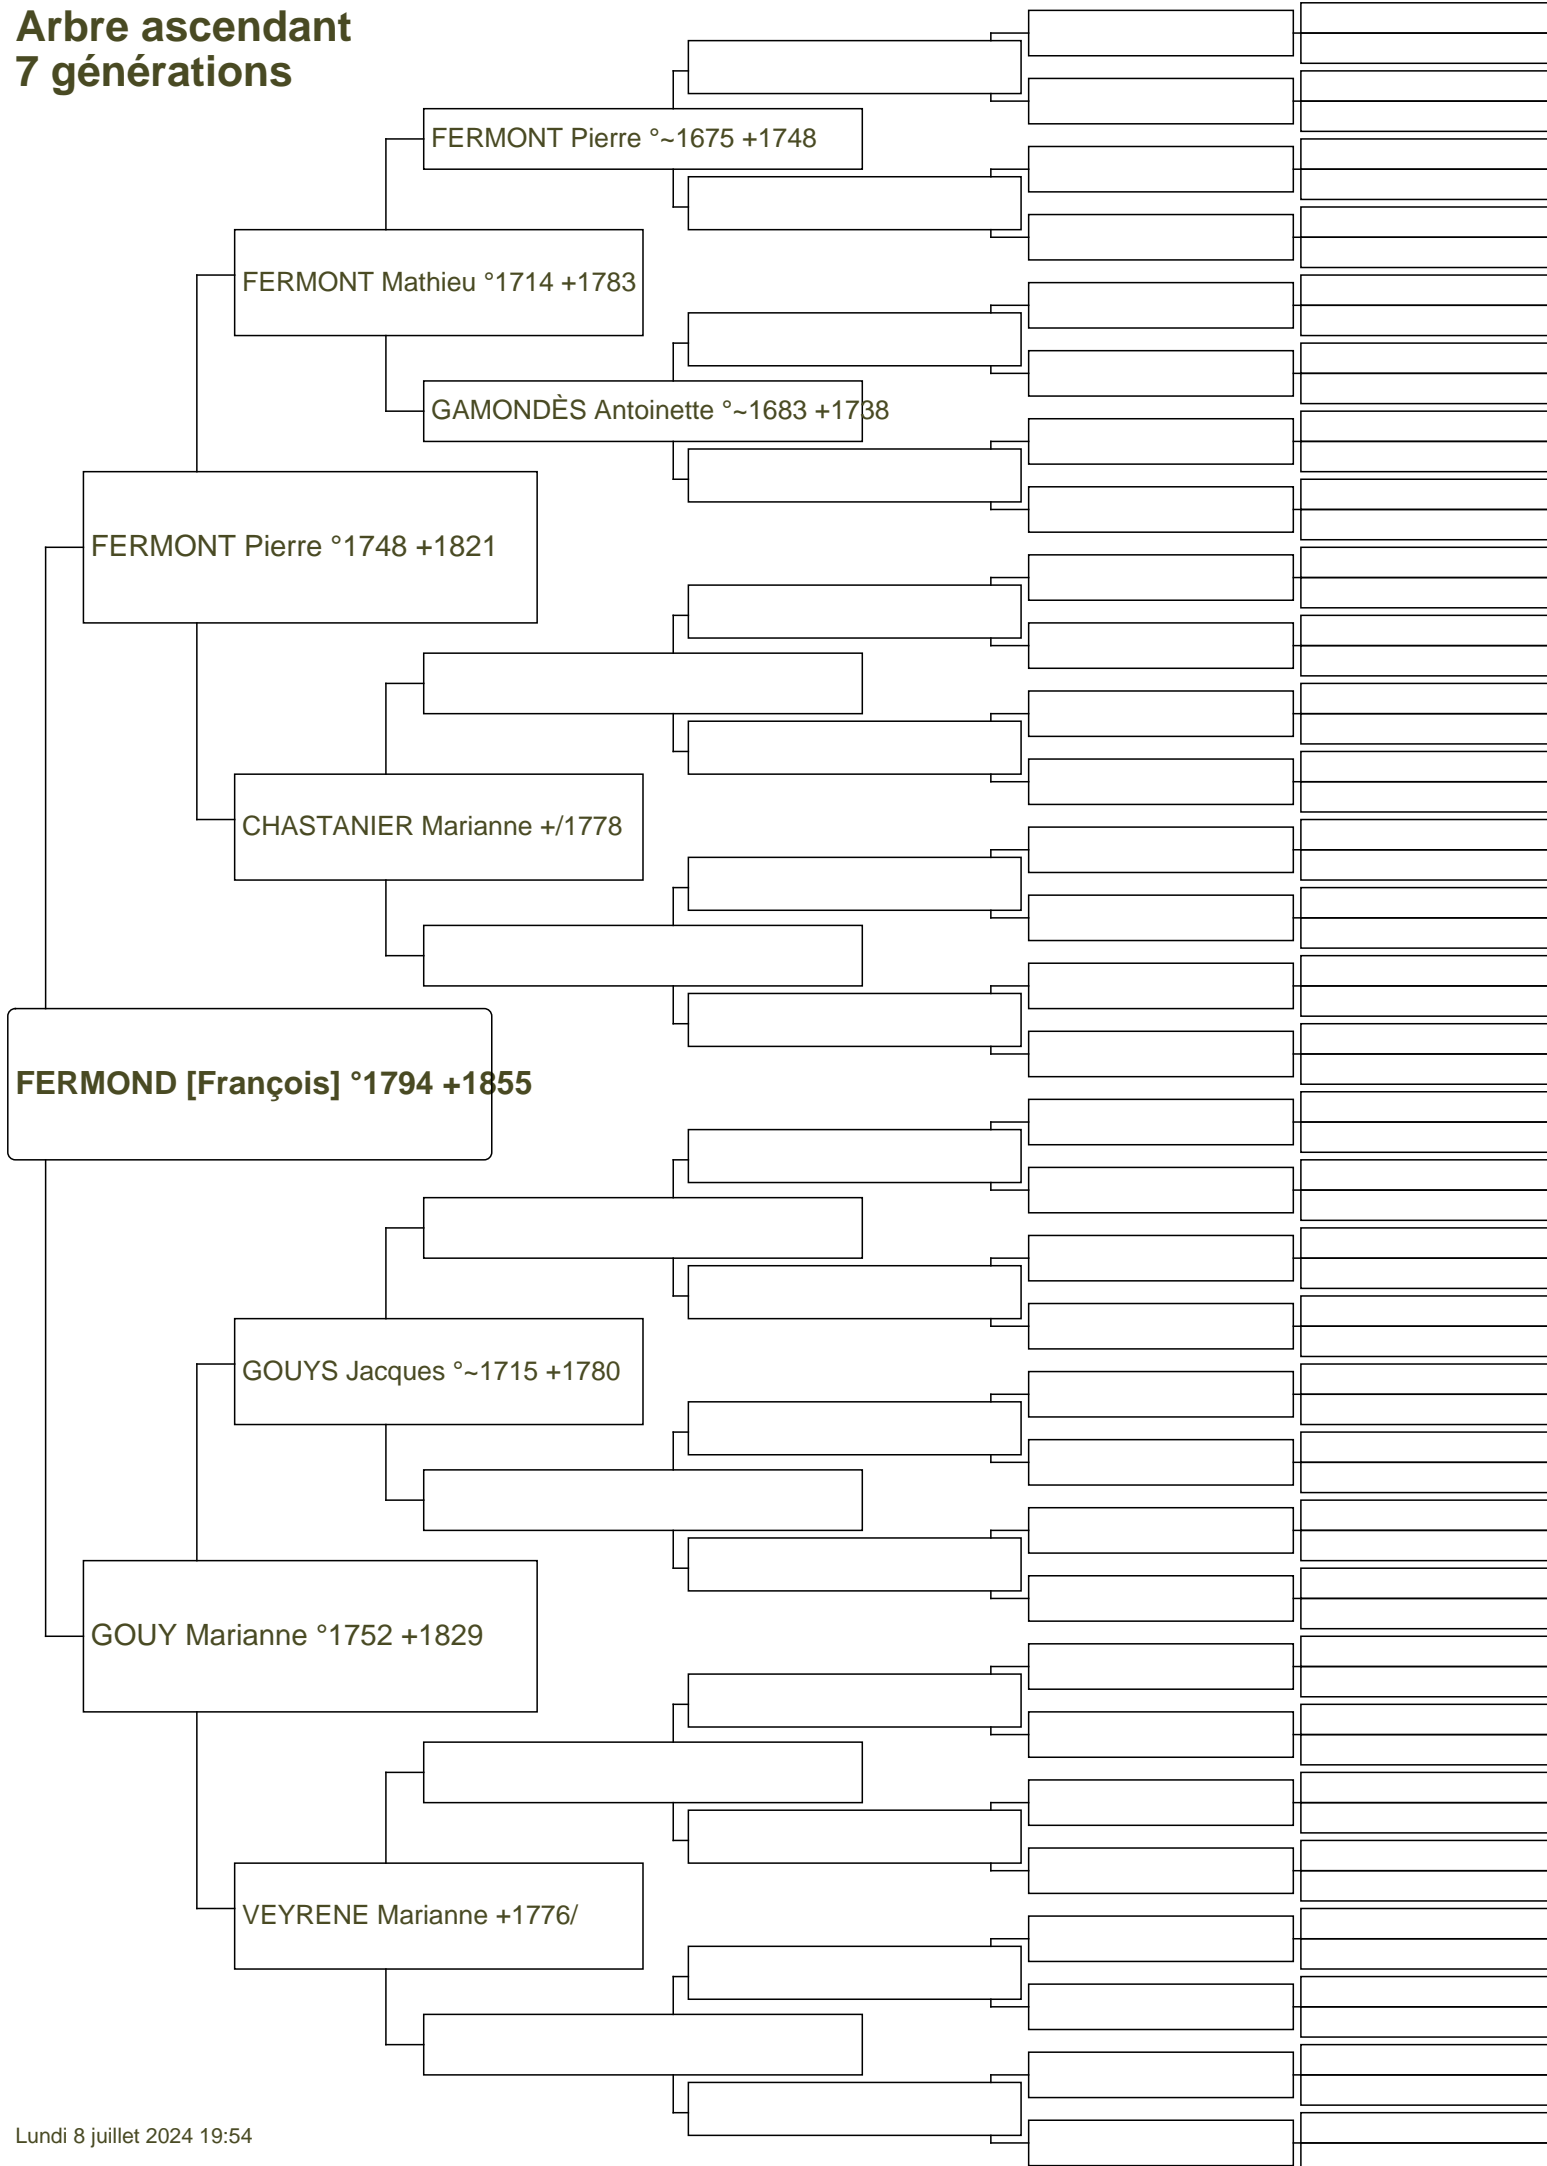 Arbre ascendant
7 générations
FERMONT Pierre °~1675 +1748
FERMONT Mathieu °1714 +1783
GAMONDÈS Antoinette °~1683 +1738
FERMONT Pierre °1748 +1821
CHASTANIER Marianne +/1778
FERMOND [François] °1794 +1855
GOUYS Jacques °~1715 +1780
GOUY Marianne °1752 +1829
VEYRENE Marianne +1776/
Lundi 8 juillet 2024 19:54